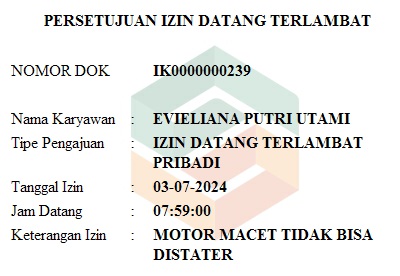 PERSETUJUAN IZIN DATANG TERLAMBAT
NOMOR DOK IK0000000239
Nama Karyawan : EVIELIANA PUTRI UTAMI
Tipe Pengajuan : IZIN DATANG TERLAMBAT
PRIBADI
Tanggal Izin : 03-07-2024
Jam Datang : 07:59:00
Keterangan Izin : MOTOR MACET TIDAK BISA
DISTATER